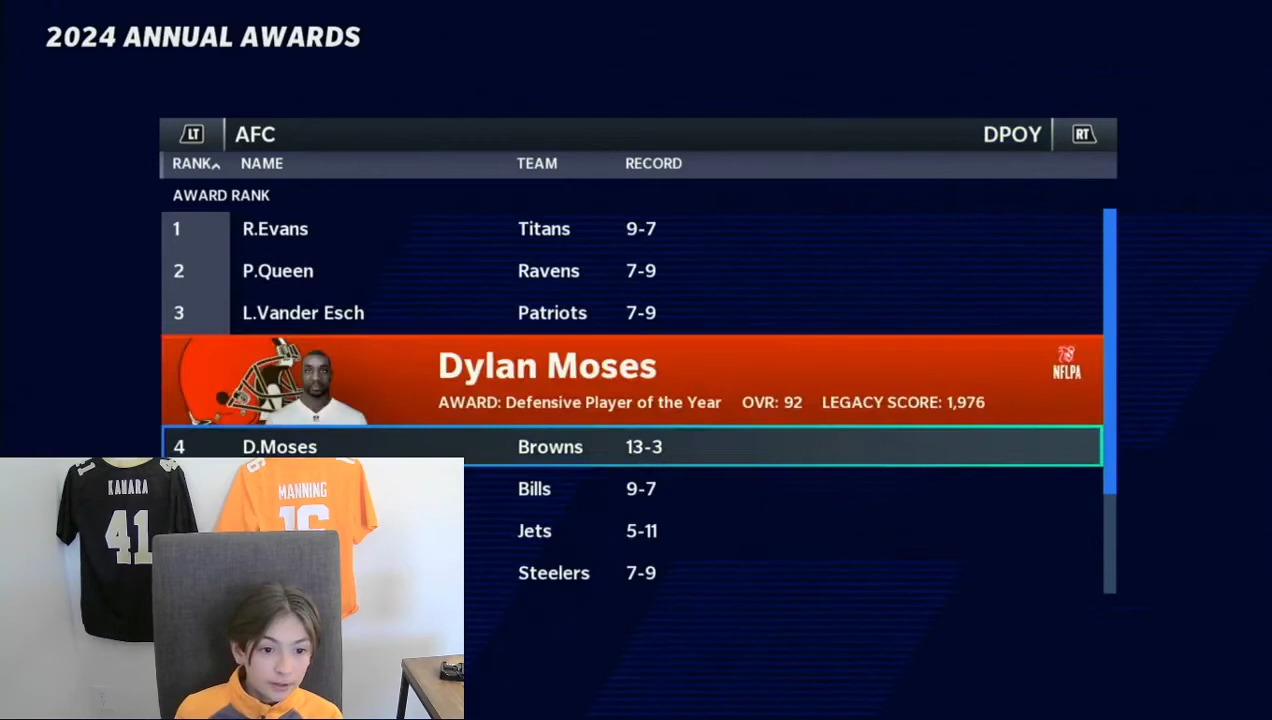 2024 ANNUAL AWARDS
LT AFC DPOY RT
RANK NAME TEAM RECORD
AWARD RANK
1 R.Evans Titans 9-7
2 P.Queen Ravens 7-9
3 L.Vander Esch Patriots 7-9
Dylan Moses
AWARD: Defensive Player of the Year OVR: 92 LEGACY SCORE: 1,976
NFLPA
4 D.Moses Browns 13-3
Bills 9-7
Jets 5-11
Steelers 7-9
KAMARA
41
MANNING
16